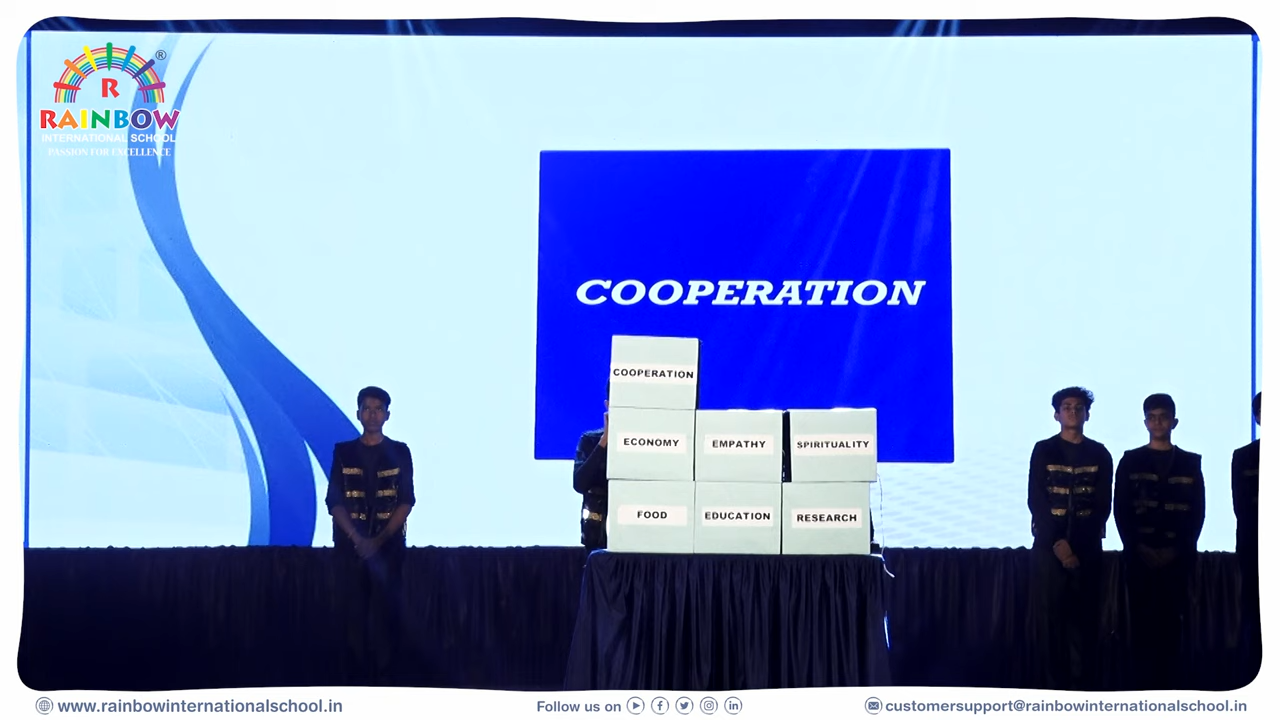 ®
R
RAINBOW
INTERNATIONAL SCHOOL
PASSION FOR EXCELLENCE
COOPERATION
COOPERATION
ECONOMY
EMPATHY
SPIRITUALITY
FOOD
EDUCATION
RESEARCH
www.rainbowinternationalschool.in
Follow us on
customersupport@rainbowinternationalschool.in